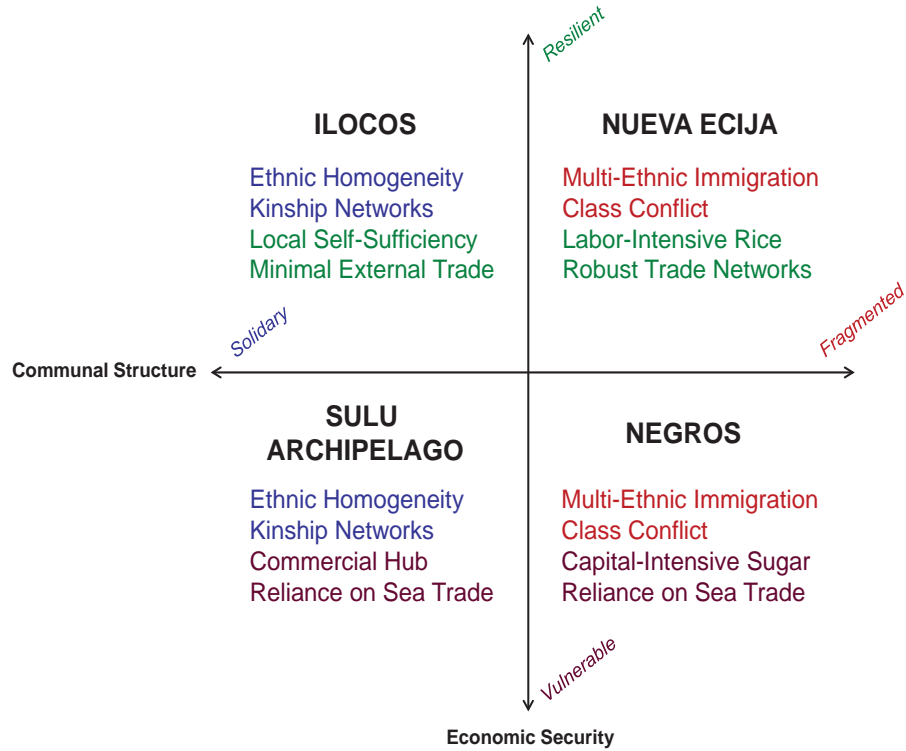 Resilient
ILOCOS
Ethnic Homogeneity
Kinship Networks
Local Self-Sufficiency
Minimal External Trade
NUEVA ECIJA
Multi-Ethnic Immigration
Class Conflict
Labor-Intensive Rice
Robust Trade Networks
Solidary
Fragmented
Communal Structure
SULU
ARCHIPELAGO
Ethnic Homogeneity
Kinship Networks
Commercial Hub
Reliance on Sea Trade
NEGROS
Multi-Ethnic Immigration
Class Conflict
Capital-Intensive Sugar
Reliance on Sea Trade
Vulnerable
Economic Security